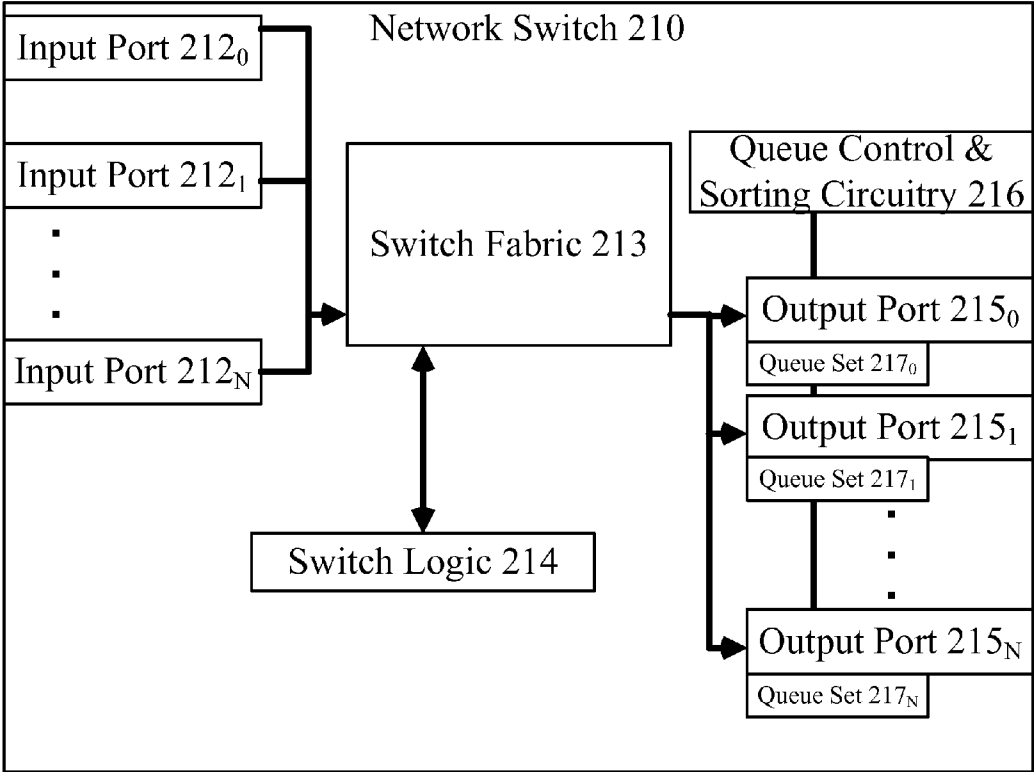 Network Switch 210
Input Port 212₀
Input Port 212₁
Input Port 212N
Switch Fabric 213
Switch Logic 214
Queue Control &
Sorting Circuitry 216
Output Port 215₀
Queue Set 217₀
Output Port 215₁
Queue Set 217₁
Output Port 215N
Queue Set 217N